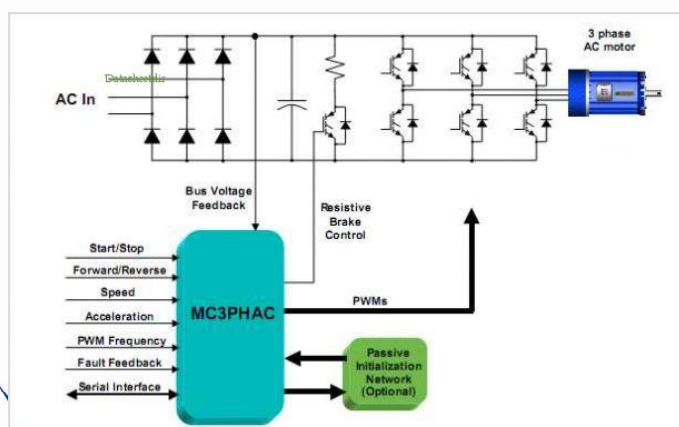 3 phase
AC motor
Datasheetdir
AC In
Bus Voltage
Feedback
Resistive
Brake
Control
Start/Stop
Forward/Reverse
Speed
Acceleration
PWM Frequency
Fault Feedback
Serial Interface
MC3PHAC
PWMs
Passive
Initialization
Network
(Optional)